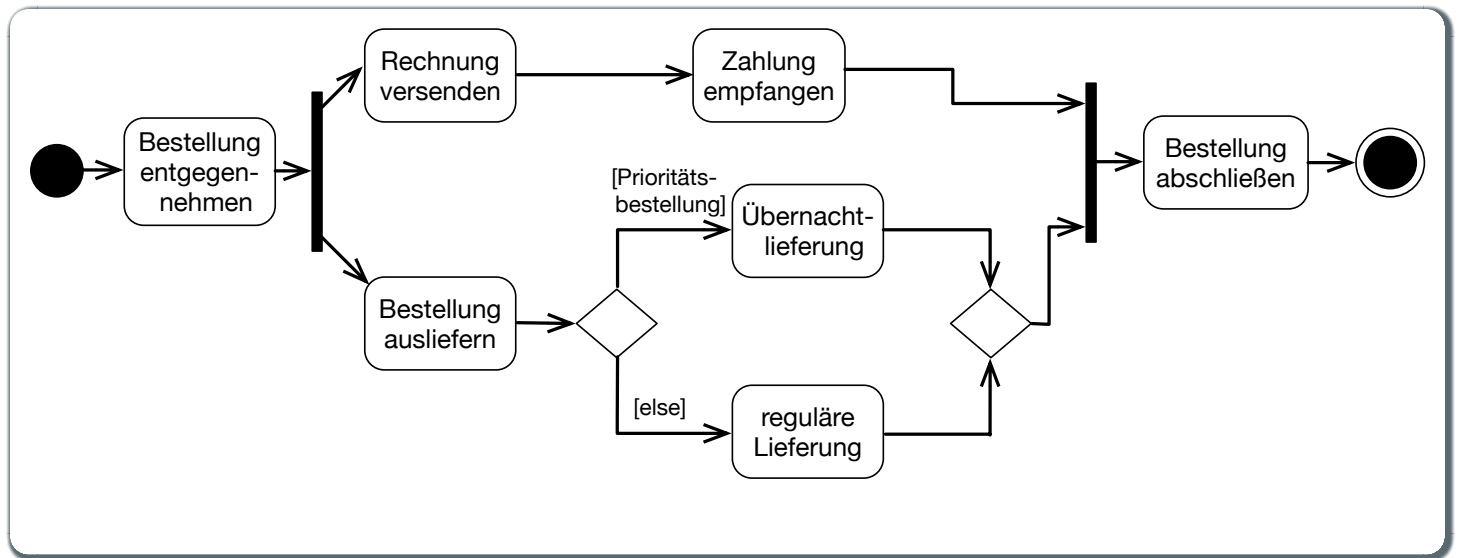 Rechnung
versenden
Zahlung
empfangen
Bestellung
entgegen-
nehmen
Bestellung
abschließen
[Prioritäts-
bestellung]
Übernacht-
lieferung
Bestellung
ausliefern
[else]
reguläre
Lieferung